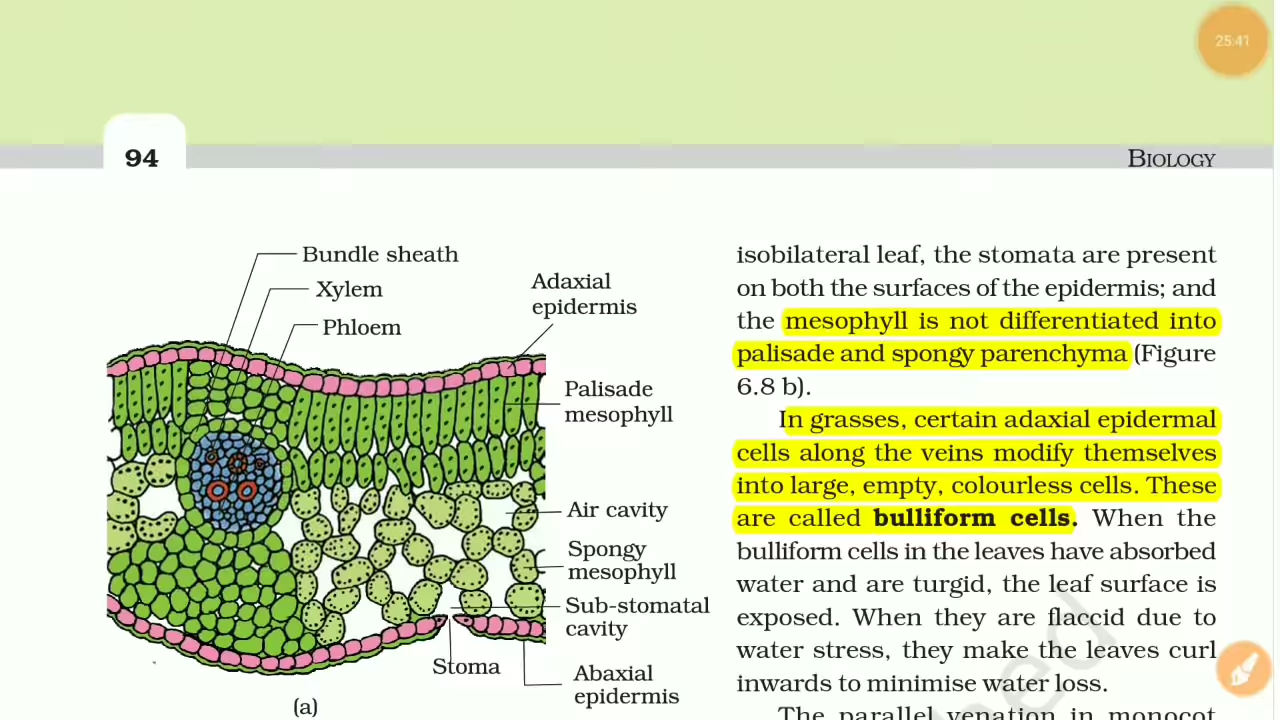 25:41
94
BIOLOGY
Bundle sheath
Xylem
Phloem
Adaxial
epidermis
Palisade
mesophyll
Air cavity
Spongy
mesophyll
Sub-stomatal
cavity
Stoma
Abaxial
epidermis
(a)
isobilateral leaf, the stomata are present
on both the surfaces of the epidermis; and
the mesophyll is not differentiated into
palisade and spongy parenchyma (Figure
6.8 b).
In grasses, certain adaxial epidermal
cells along the veins modify themselves
into large, empty, colourless cells. These
are called bulliform cells. When the
bulliform cells in the leaves have absorbed
water and are turgid, the leaf surface is
exposed. When they are flaccid due to
water stress, they make the leaves curl
inwards to minimise water loss.
The parallel venation in monocot